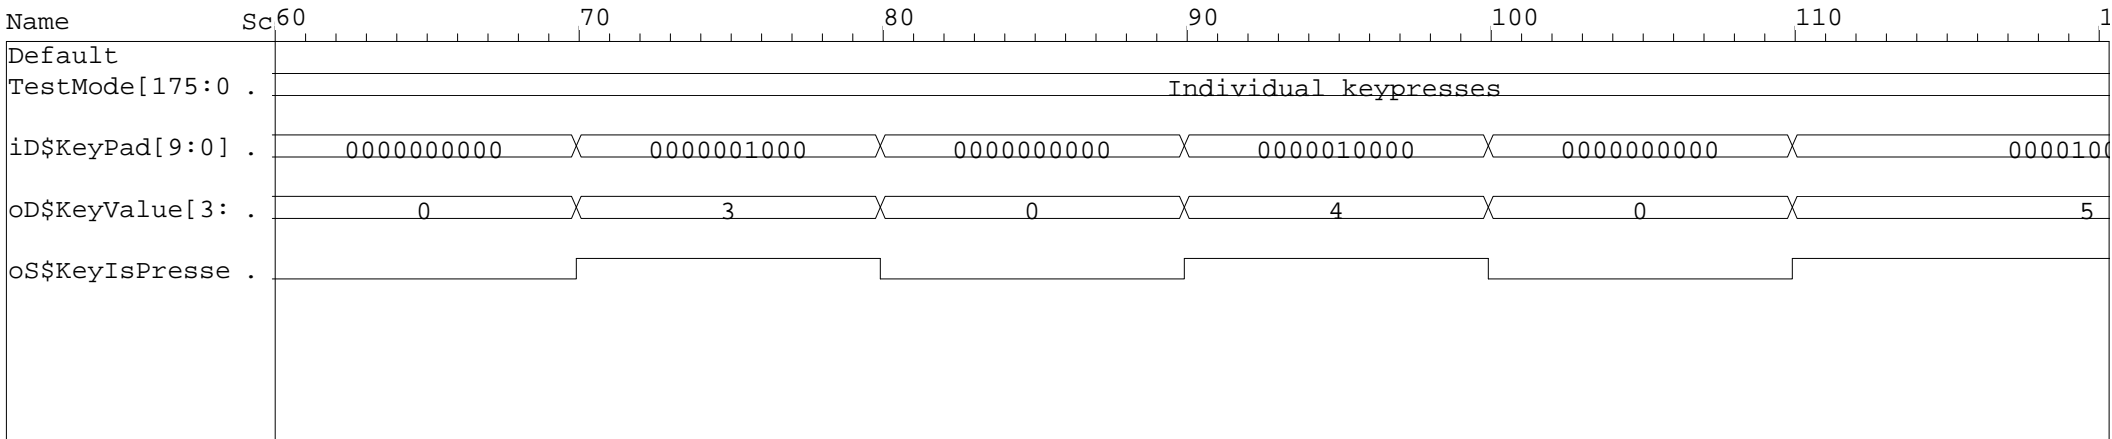 Name Sc 60 70 80 90 100 110 1
Default
TestMode[175:0 . Individual keypresses
iD$KeyPad[9:0] . 0000000000 0000001000 0000000000 0000010000 0000000000 0000100
oD$KeyValue[3: . 0 3 0 4 0 5
oS$KeyIsPresse .